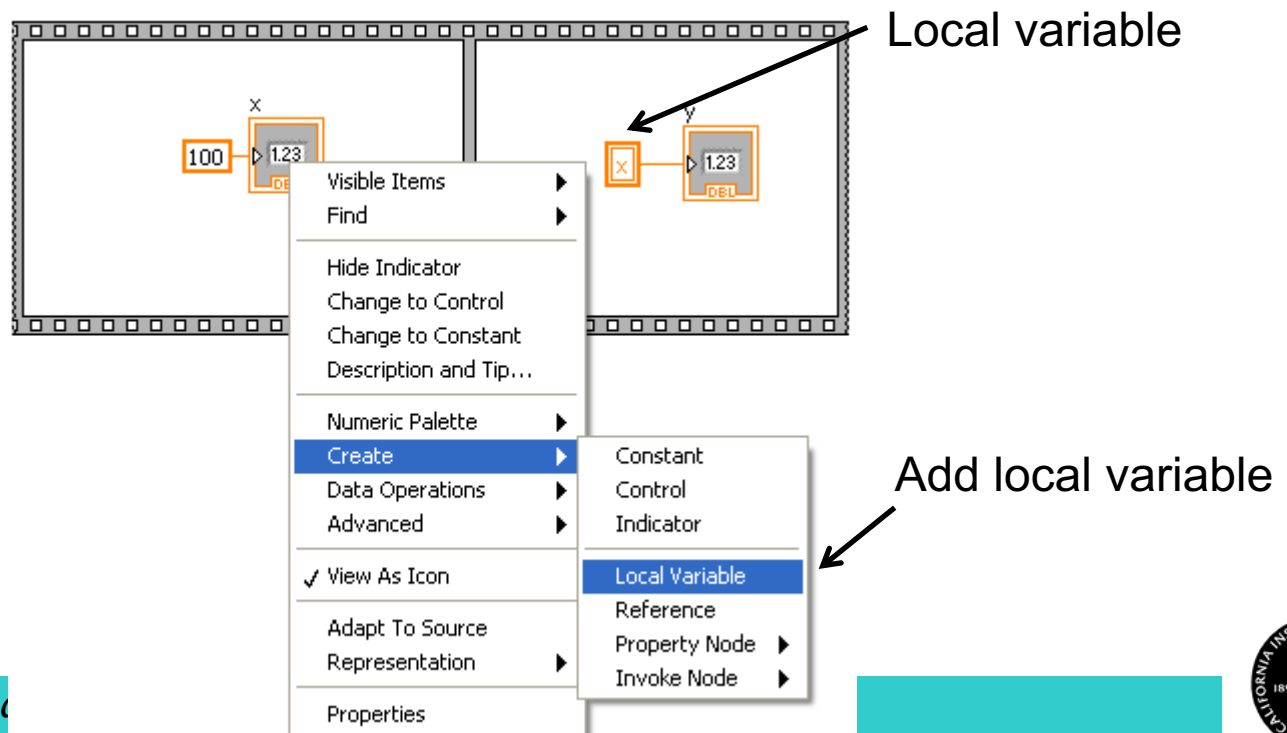 Local variable
x
y
100
1.23
x
1.23
DBL
Visible Items
Find
Hide Indicator
Change to Control
Change to Constant
Description and Tip...
Numeric Palette
Create
Data Operations
Advanced
✓ View As Icon
Adapt To Source
Representation
Properties
Constant
Control
Indicator
Local Variable
Reference
Property Node
Invoke Node
Add local variable